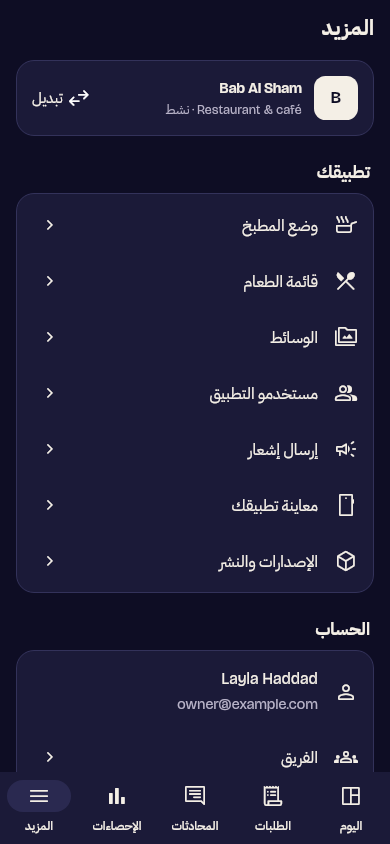 المزيد
B
Bab Al Sham
Restaurant & café · نشط
تبديل
تطبيقك
وضع المطبخ
قائمة الطعام
الوسائط
مستخدمو التطبيق
إرسال إشعار
معاينة تطبيقك
الإصدارات والنشر
الحساب
Layla Haddad
owner@example.com
الفريق
اليوم
الطلبات
المحادثات
الإحصاءات
المزيد